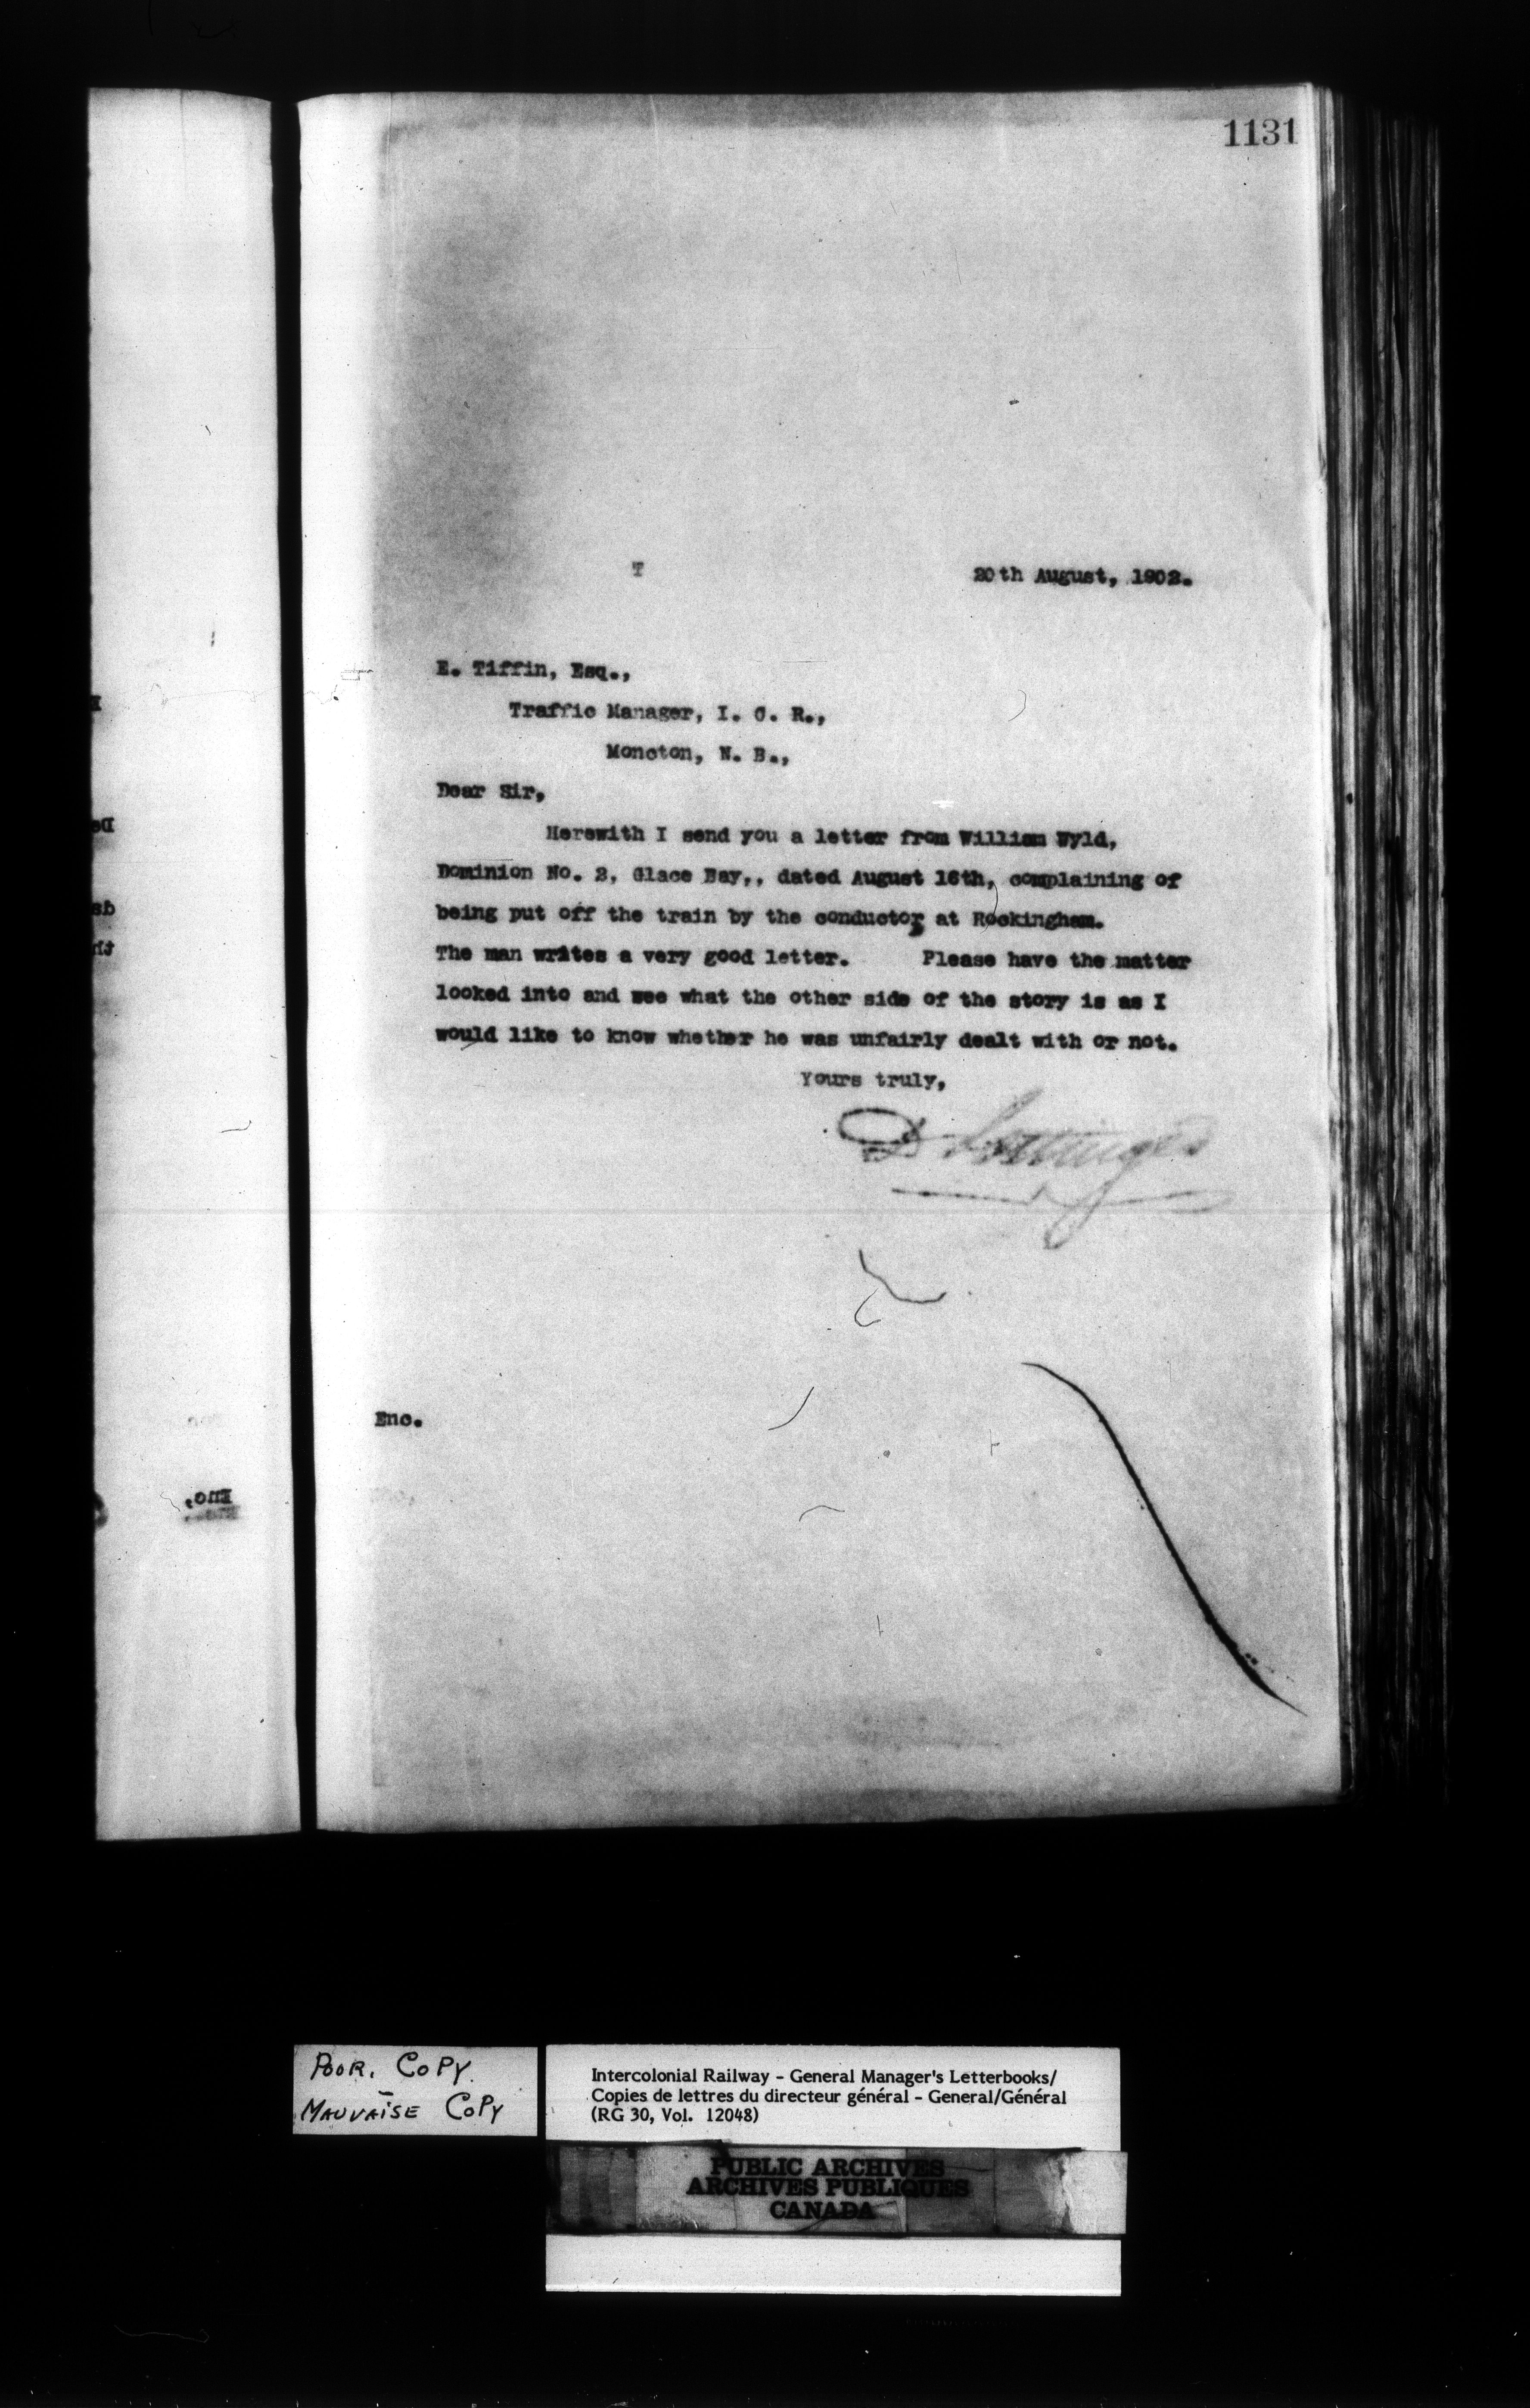 1131
T
20th August, 1902.
E. Tiffin, Esq.,
Traffic Manager, I. C. R.,
Moncton, N. B.,
Dear Sir,
Herewith I send you a letter from William Wyld,
Dominion No. 2, Glace Bay,, dated August 16th, complaining of
being put off the train by the conductor at Rockingham.
The man writes a very good letter. Please have the matter
looked into and see what the other side of the story is as I
would like to know whether he was unfairly dealt with or not.
Yours truly,
D Pottinger
Enc.
POOR. COPY.
MAUVAISE COPY
Intercolonial Railway - General Manager's Letterbooks/
Copies de lettres du directeur général - General/Général
(RG 30, Vol. 12048)
PUBLIC ARCHIVES
ARCHIVES PUBLIQUES
CANADA